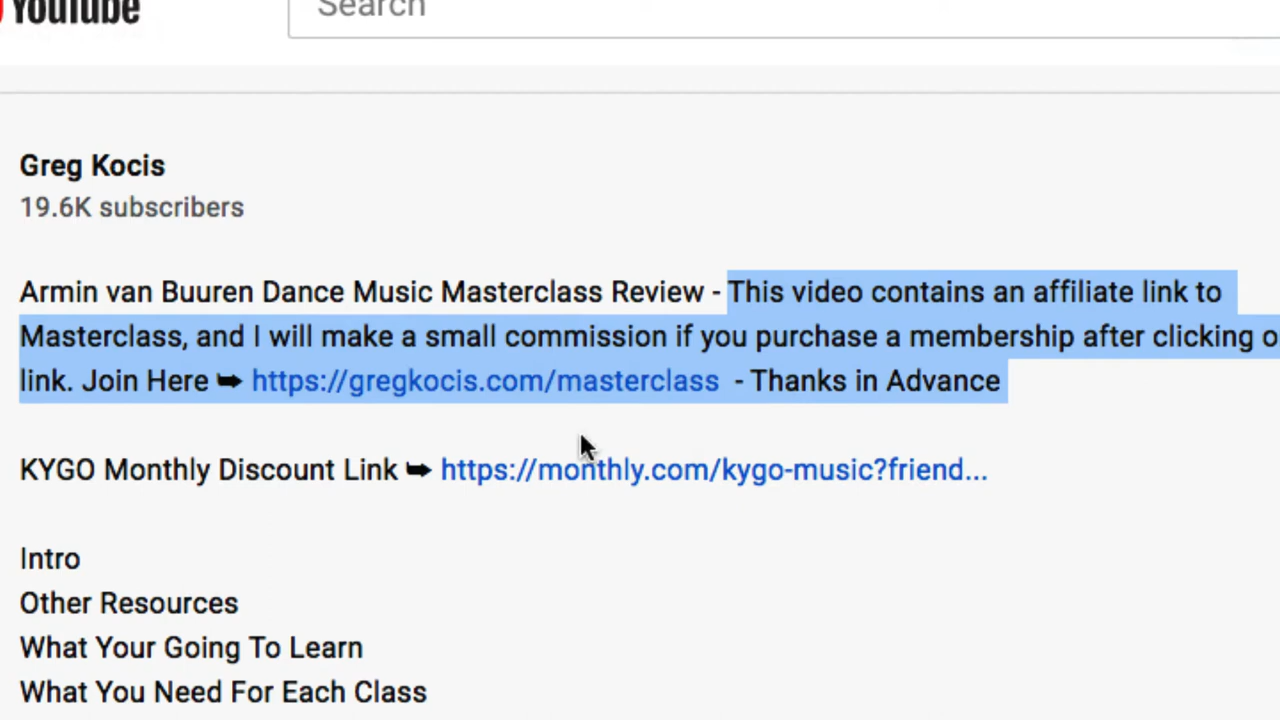 YouTube
Search
Greg Kocis
19.6K subscribers
Armin van Buuren Dance Music Masterclass Review - This video contains an affiliate link to
Masterclass, and I will make a small commission if you purchase a membership after clicking
link. Join Here ➥ https://gregkocis.com/masterclass - Thanks in Advance
KYGO Monthly Discount Link ➥ https://monthly.com/kygo-music?friend...
Intro
Other Resources
What Your Going To Learn
What You Need For Each Class